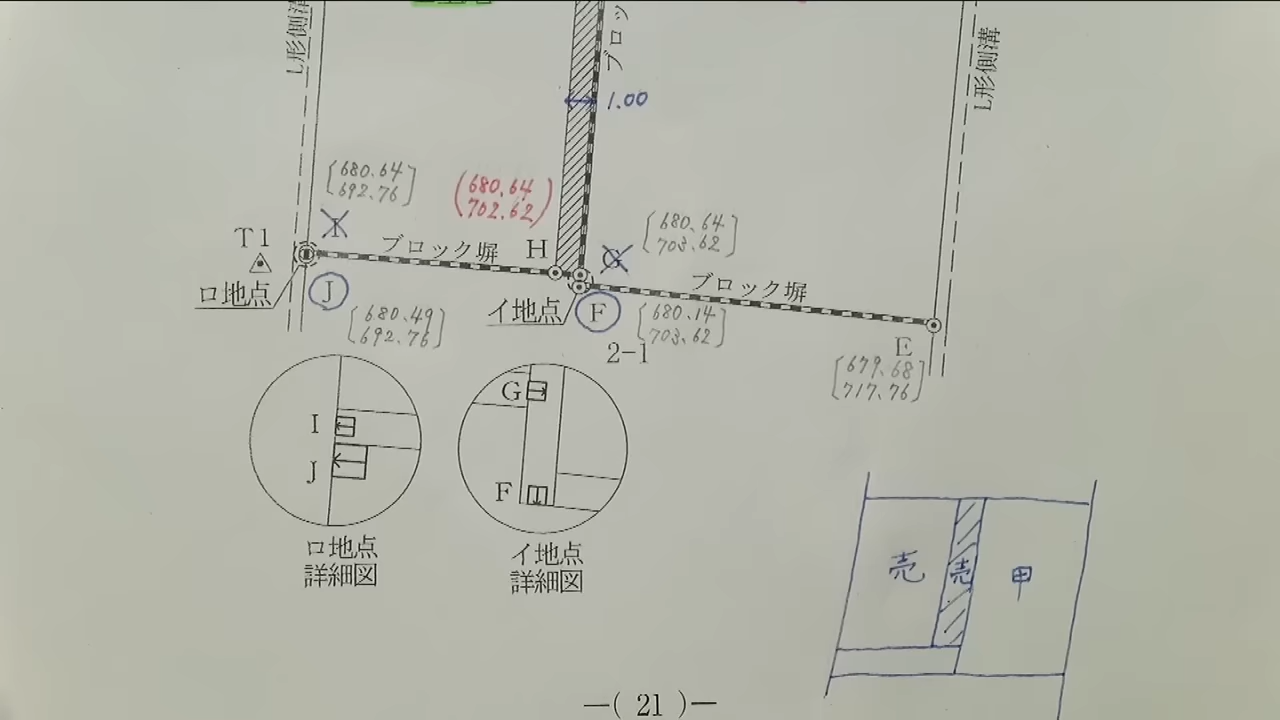 L形側溝
ブロッ
L形側溝
1.00
680.64
692.76
680.64
702.62
680.64
703.62
T1
I
ブロック塀
H
G
ロ地点
J
イ地点
F
ブロック塀
680.49
692.76
680.14
703.62
2-1
E
679.68
717.76
G
I
J
F
ロ地点
詳細図
イ地点
詳細図
売
売
甲
—( 21 )—